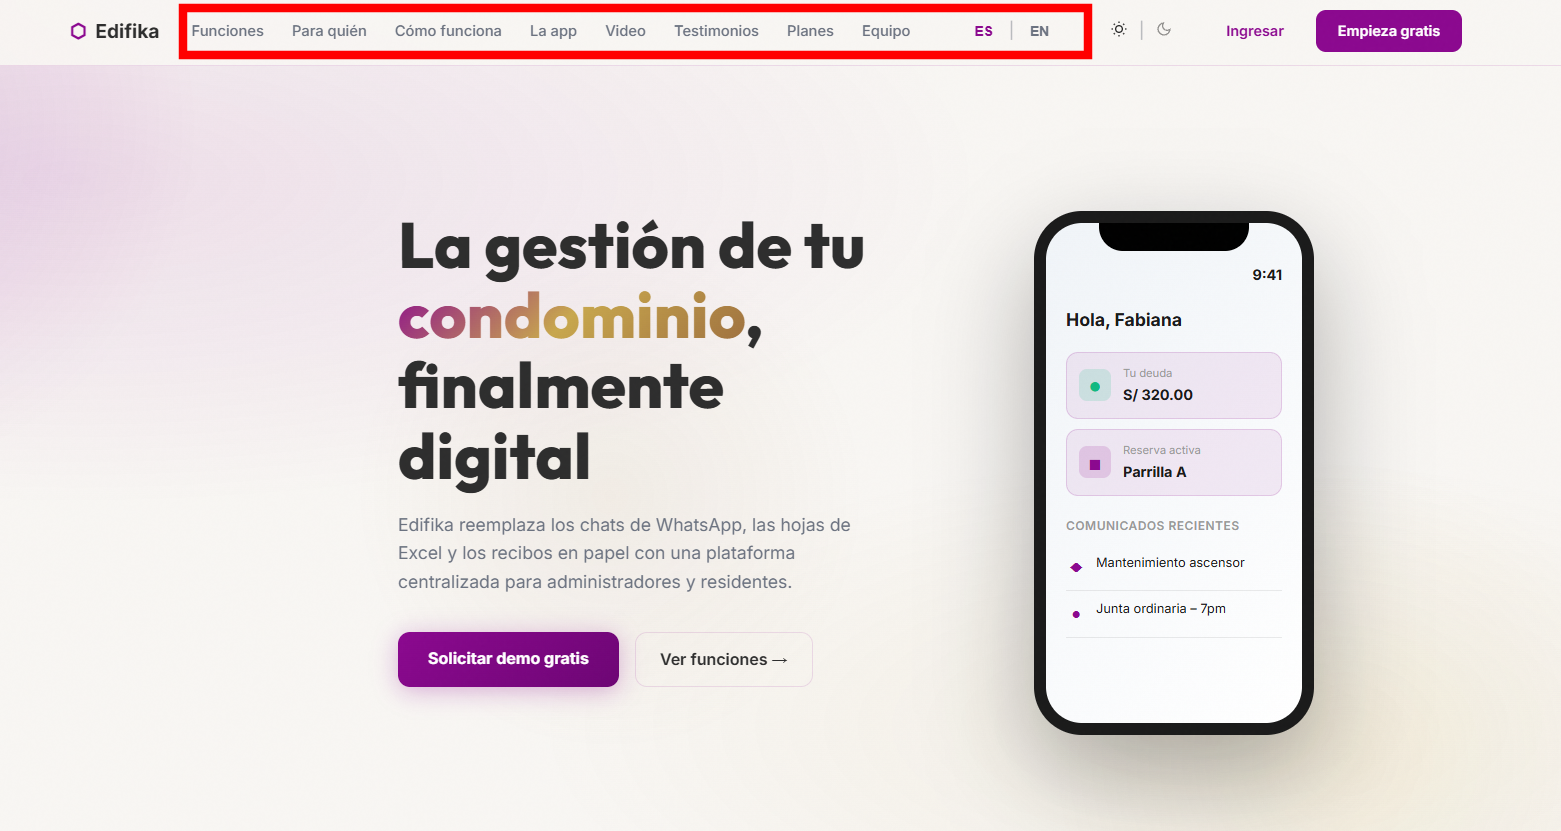 Edifika
Funciones Para quién Cómo funciona La app Video Testimonios Planes Equipo ES | EN
Ingresar
Empieza gratis
La gestión de tu
condominio,
finalmente
digital
Edifika reemplaza los chats de WhatsApp, las hojas de
Excel y los recibos en papel con una plataforma
centralizada para administradores y residentes.
Solicitar demo gratis
Ver funciones →
9:41
Hola, Fabiana
Tu deuda
S/ 320.00
Reserva activa
Parrilla A
COMUNICADOS RECIENTES
Mantenimiento ascensor
Junta ordinaria – 7pm